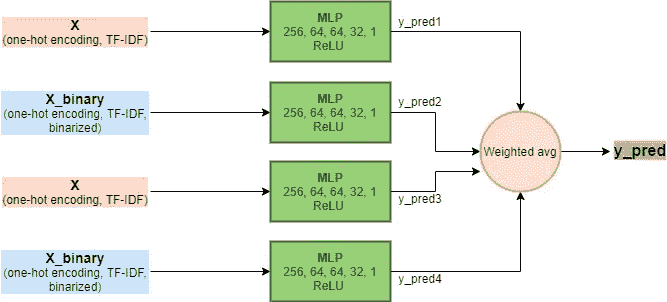 X
(one-hot encoding, TF-IDF)
MLP
256, 64, 64, 32, 1
ReLU
y_pred1
X_binary
(one-hot encoding, TF-IDF,
binarized)
MLP
256, 64, 64, 32, 1
ReLU
y_pred2
Weighted avg
y_pred
X
(one-hot encoding, TF-IDF)
MLP
256, 64, 64, 32, 1
ReLU
y_pred3
X_binary
(one-hot encoding, TF-IDF,
binarized)
MLP
256, 64, 64, 32, 1
ReLU
y_pred4